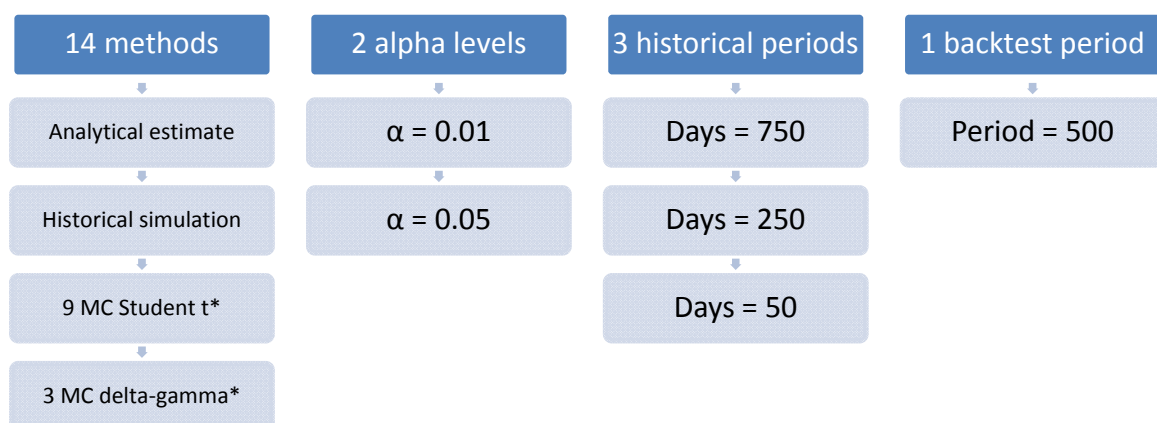 14 methods
Analytical estimate
Historical simulation
9 MC Student t*
3 MC delta-gamma*
2 alpha levels
α = 0.01
α = 0.05
3 historical periods
Days = 750
Days = 250
Days = 50
1 backtest period
Period = 500